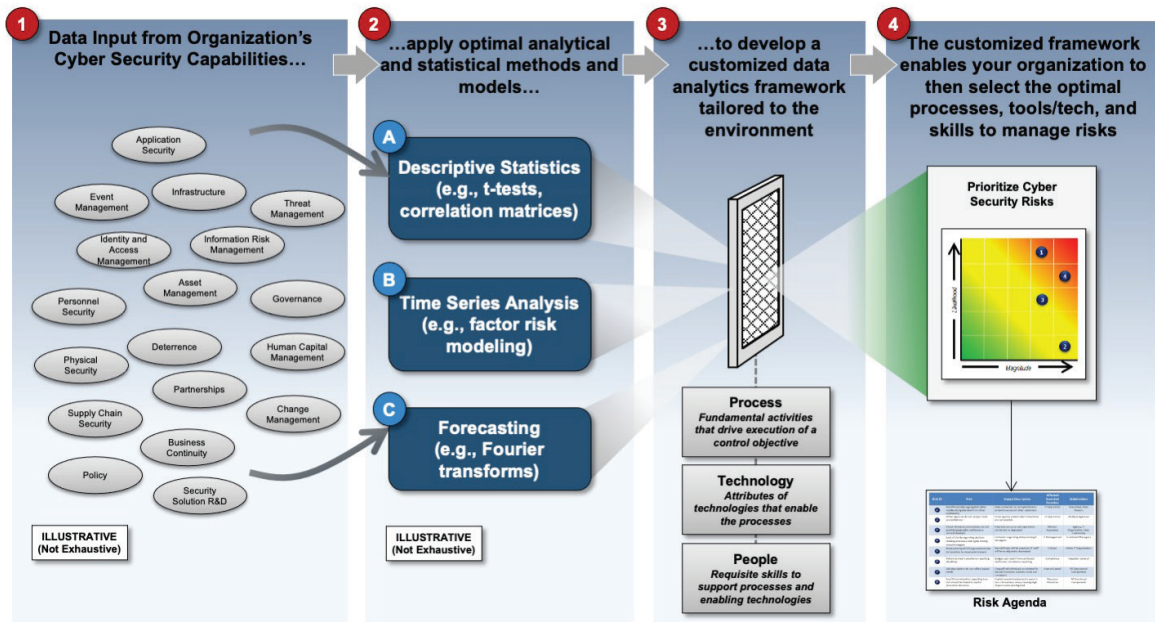 1
Data Input from Organization's
Cyber Security Capabilities…
2
…apply optimal analytical
and statistical methods and
models…
3
…to develop a
customized data
analytics framework
tailored to the
environment
4
The customized framework
enables your organization to
then select the optimal
processes, tools/tech, and
skills to manage risks
Application
Security
Event
Management
Infrastructure
Threat
Management
Identity and
Access
Management
Information Risk
Management
Asset
Management
Personnel
Security
Governance
Deterrence
Human Capital
Management
Physical
Security
Partnerships
Supply Chain
Security
Change
Management
Business
Continuity
Policy
Security
Solution R&D
ILLUSTRATIVE
(Not Exhaustive)
A
Descriptive Statistics
(e.g., t-tests,
correlation matrices)
B
Time Series Analysis
(e.g., factor risk
modeling)
C
Forecasting
(e.g., Fourier
transforms)
ILLUSTRATIVE
(Not Exhaustive)
Process
Fundamental activities
that drive execution of a
control objective
Technology
Attributes of
technologies that enable
the processes
People
Requisite skills to
support processes and
enabling technologies
Prioritize Cyber
Security Risks
Likelihood
1
4
3
2
Magnitude
Risk Agenda